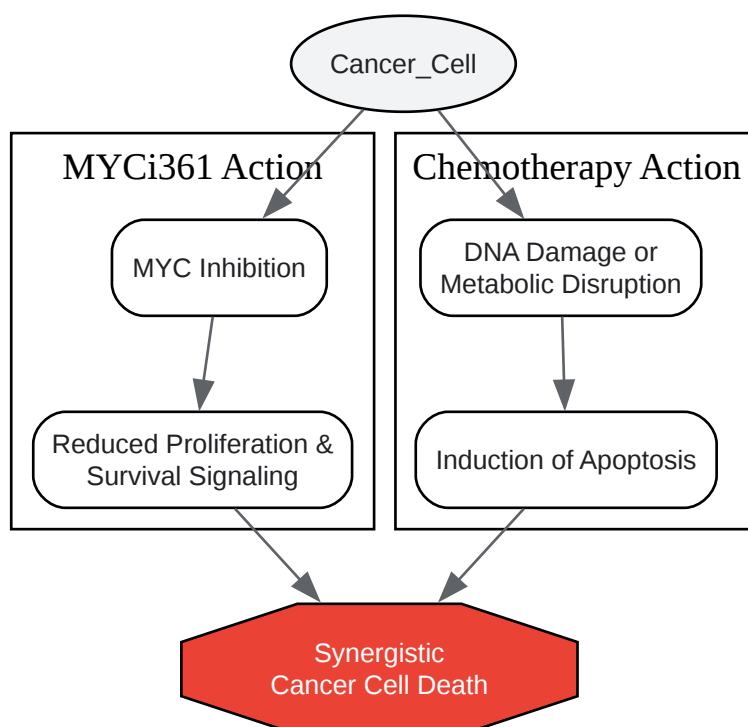 Cancer_Cell
MYCi361 Action
Chemotherapy Action
MYC Inhibition
DNA Damage or
Metabolic Disruption
Reduced Proliferation &
Survival Signaling
Induction of Apoptosis
Synergistic
Cancer Cell Death